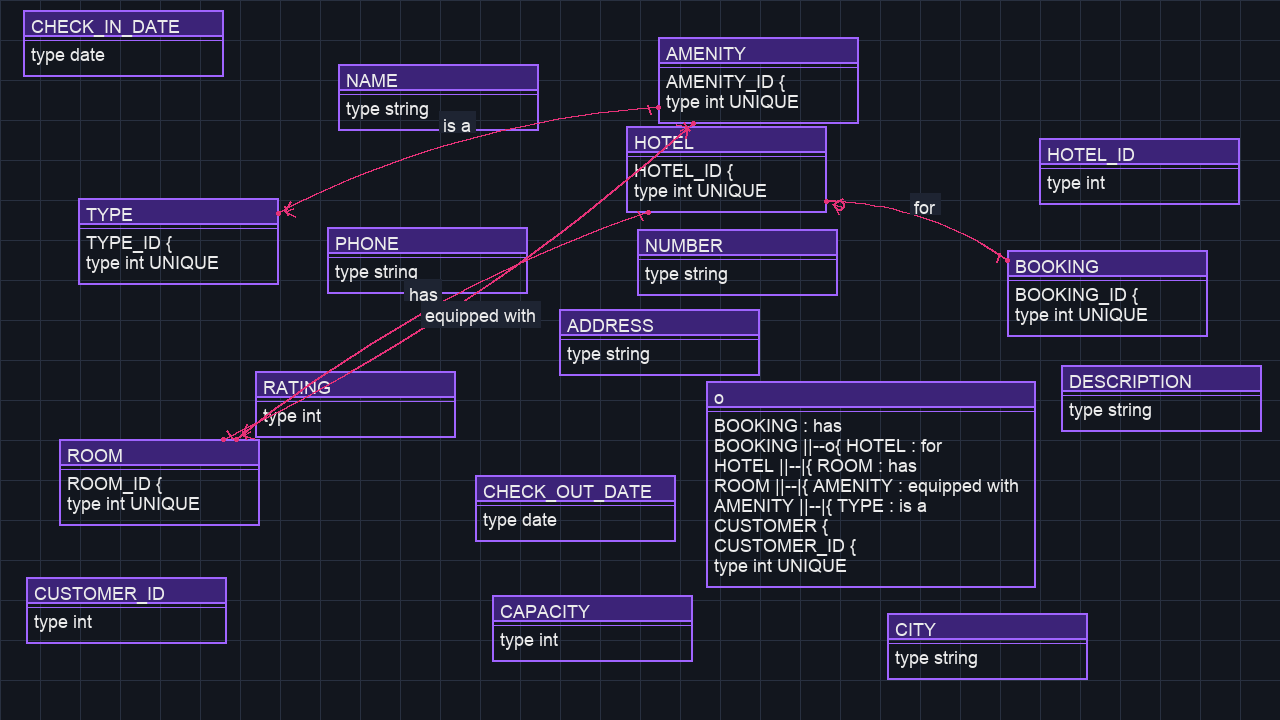 CHECK_IN_DATE
type date
NAME
type string
AMENITY
AMENITY_ID {
type int UNIQUE
is a
HOTEL
HOTEL_ID {
type int UNIQUE
HOTEL_ID
type int
TYPE
TYPE_ID {
type int UNIQUE
for
PHONE
type string
NUMBER
type string
BOOKING
BOOKING_ID {
type int UNIQUE
has
equipped with
ADDRESS
type string
RATING
type int
DESCRIPTION
type string
o
BOOKING : has
BOOKING ||--o{ HOTEL : for
HOTEL ||--|{ ROOM : has
ROOM ||--|{ AMENITY : equipped with
AMENITY ||--|{ TYPE : is a
CUSTOMER {
CUSTOMER_ID {
type int UNIQUE
ROOM
ROOM_ID {
type int UNIQUE
CHECK_OUT_DATE
type date
CUSTOMER_ID
type int
CAPACITY
type int
CITY
type string